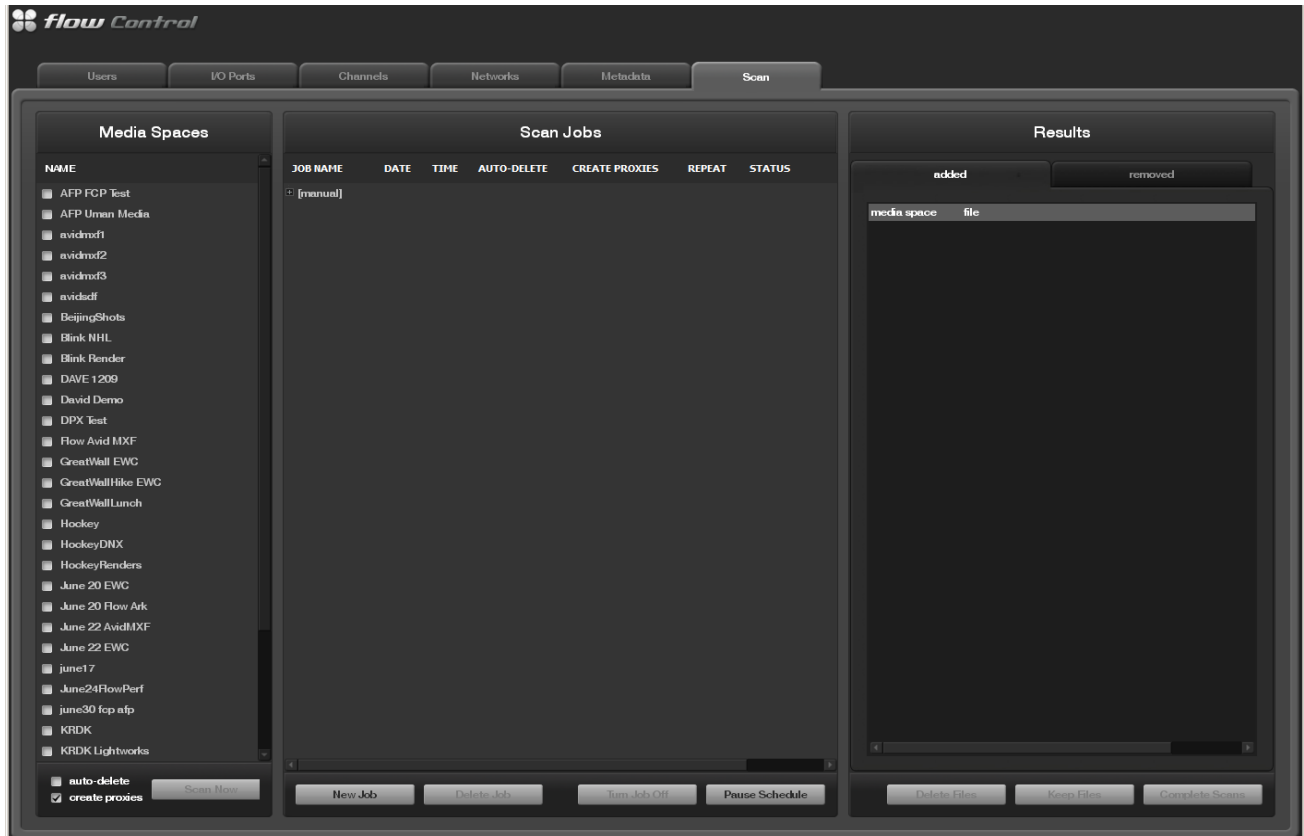 flow Control
Users I/O Ports Channels Networks Metadata Scan
Media Spaces
NAME
AFP FCP Test
AFP Uman Media
avidmxf1
avidmxf2
avidmxf3
avidsdf
BeijingShots
Blink NHL
Blink Render
DAVE 1209
David Demo
DPX Test
Flow Avid MXF
GreatWall EWC
GreatWallHike EWC
GreatWallLunch
Hockey
HockeyDNX
HockeyRenders
June 20 EWC
June 20 Flow Ark
June 22 AvidMXF
June 22 EWC
june17
June24FlowPerf
june30 fcp afp
KRDK
KRDK Lightworks
auto-delete
create proxies
Scan Now
Scan Jobs
JOB NAME DATE TIME AUTO-DELETE CREATE PROXIES REPEAT STATUS
[manual]
New Job Delete Job Turn Job Off Pause Schedule
Results
added removed
media space file
Delete Files Keep Files Complete Scans